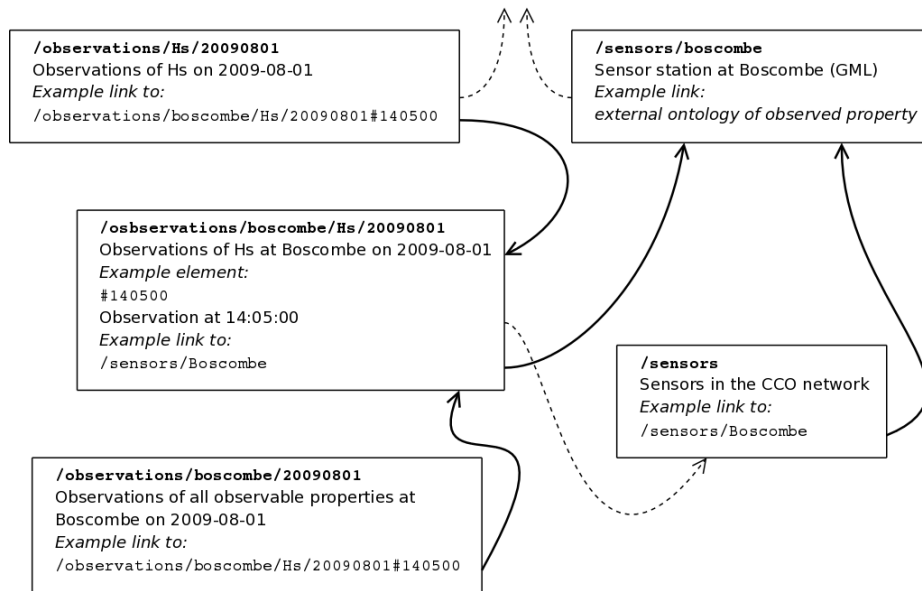 /observations/Hs/20090801
Observations of Hs on 2009-08-01
Example link to:
/observations/boscombe/Hs/20090801#140500
/sensors/boscombe
Sensor station at Boscombe (GML)
Example link:
external ontology of observed property
/osbservations/boscombe/Hs/20090801
Observations of Hs at Boscombe on 2009-08-01
Example element:
#140500
Observation at 14:05:00
Example link to:
/sensors/Boscombe
/sensors
Sensors in the CCO network
Example link to:
/sensors/Boscombe
/observations/boscombe/20090801
Observations of all observable properties at
Boscombe on 2009-08-01
Example link to:
/observations/boscombe/Hs/20090801#140500